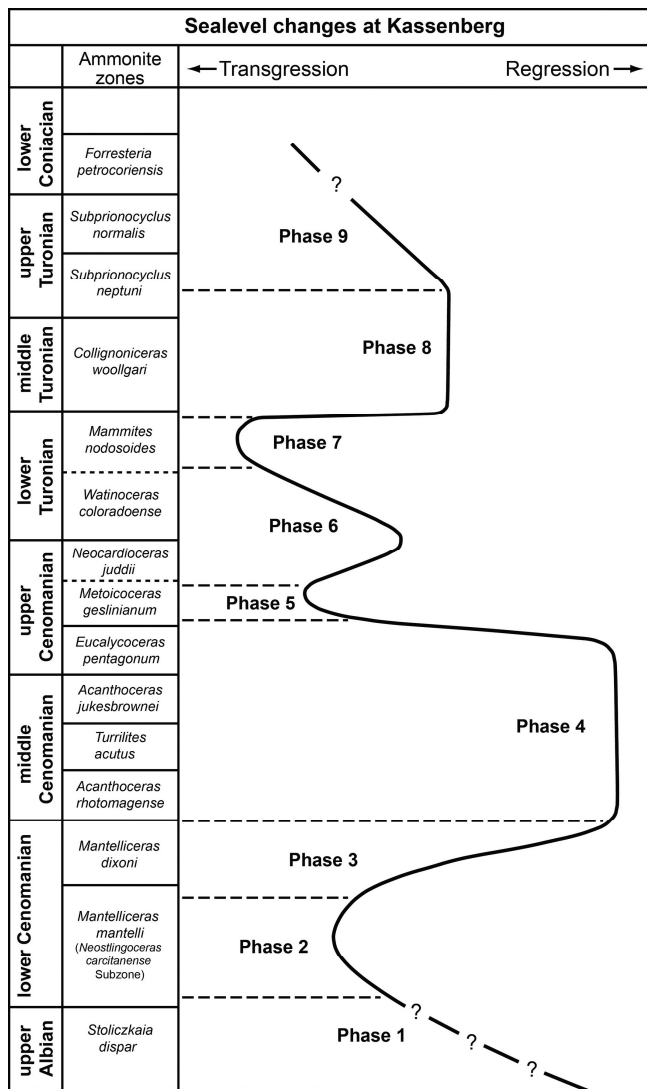 Sealevel changes at Kassenberg
Ammonite
zones
← Transgression
Regression →
lower
Coniacian
Forresteria
petrocoriensis
?
upper
Turonian
Subprionocyclus
normalis
Phase 9
Subprionocyclus
neptuni
middle
Turonian
Collignoniceras
woollgari
Phase 8
lower
Turonian
Mammites
nodosoides
Phase 7
Watinoceras
coloradoense
Phase 6
upper
Cenomanian
Neocardioceras
juddii
Metoicoceras
geslinianum
Phase 5
Eucalycoceras
pentagonum
middle
Cenomanian
Acanthoceras
jukesbrownei
Phase 4
Turrilites
acutus
Acanthoceras
rhotomagense
lower Cenomanian
Mantelliceras
dixoni
Phase 3
Mantelliceras
mantelli
(Neostlingoceras
carcitanense
Subzone)
Phase 2
upper
Albian
Stoliczkaia
dispar
Phase 1
?
?
?